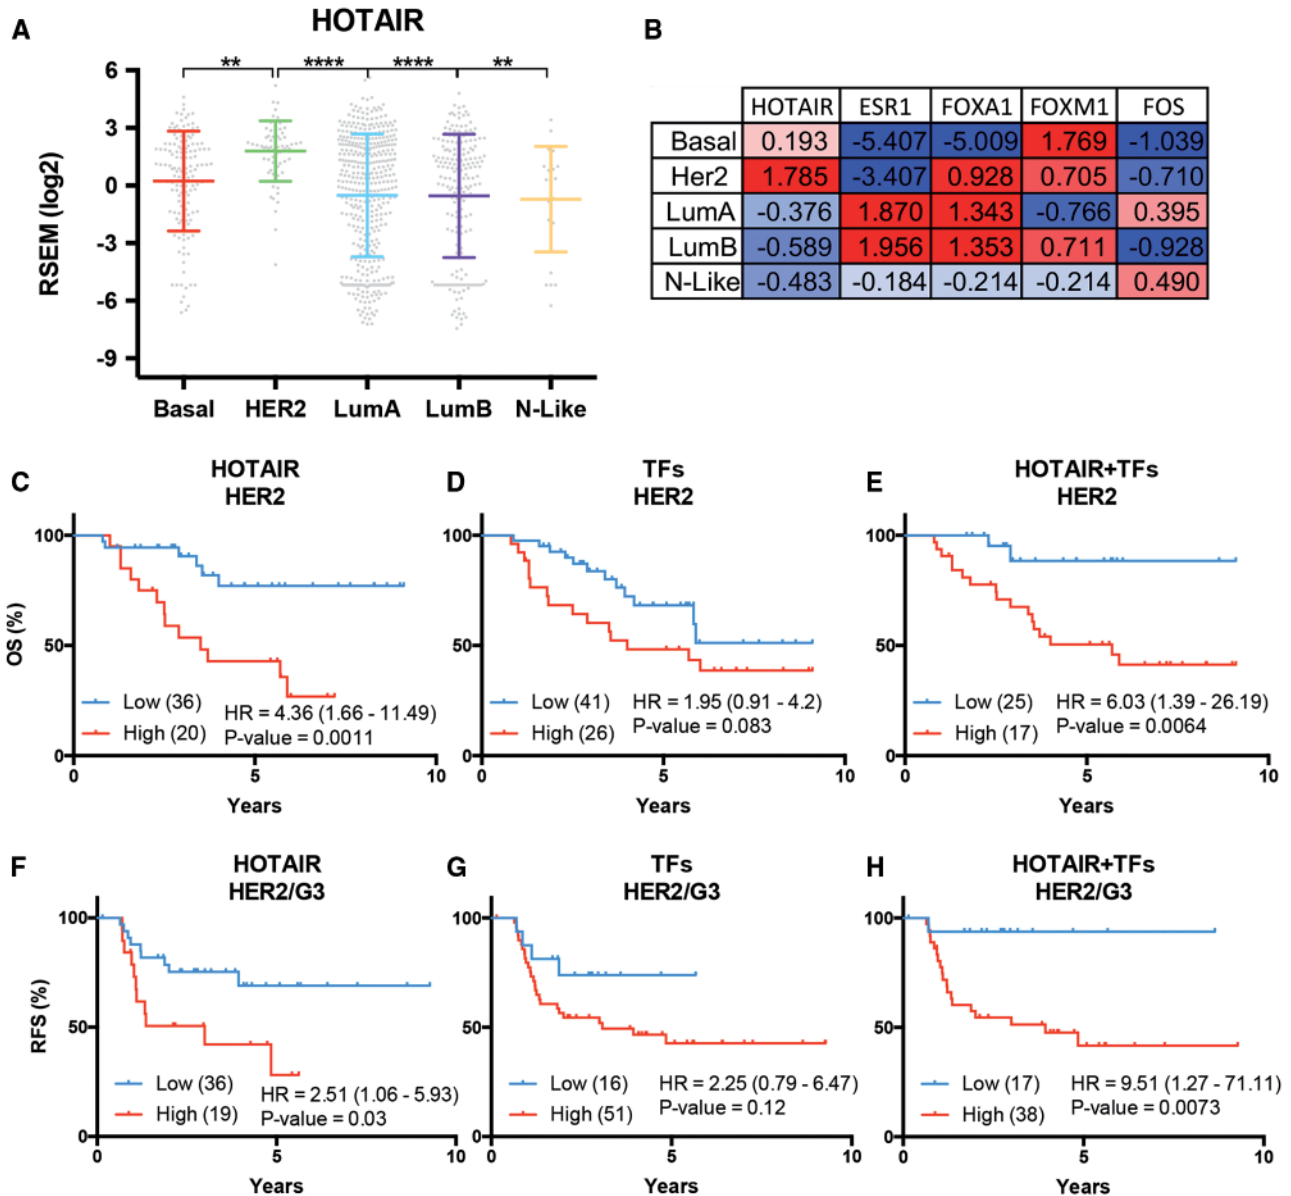 A
HOTAIR
RSEM (log2)
6
3
0
-3
-6
-9
** **** **** **
Basal HER2 LumA LumB N-Like
B
HOTAIR ESR1 FOXA1 FOXM1 FOS
Basal 0.193 -5.407 -5.009 1.769 -1.039
Her2 1.785 -3.407 0.928 0.705 -0.710
LumA -0.376 1.870 1.343 -0.766 0.395
LumB -0.589 1.956 1.353 0.711 -0.928
N-Like -0.483 -0.184 -0.214 -0.214 0.490
C
HOTAIR
HER2
OS (%)
100
50
0
Low (36)
High (20)
HR = 4.36 (1.66 - 11.49)
P-value = 0.0011
0 5 10
Years
D
TFs
HER2
100
50
0
Low (41)
High (26)
HR = 1.95 (0.91 - 4.2)
P-value = 0.083
0 5 10
Years
E
HOTAIR+TFs
HER2
100
50
0
Low (25)
High (17)
HR = 6.03 (1.39 - 26.19)
P-value = 0.0064
0 5 10
Years
F
HOTAIR
HER2/G3
RFS (%)
100
50
0
Low (36)
High (19)
HR = 2.51 (1.06 - 5.93)
P-value = 0.03
0 5 10
Years
G
TFs
HER2/G3
100
50
0
Low (16)
High (51)
HR = 2.25 (0.79 - 6.47)
P-value = 0.12
0 5 10
Years
H
HOTAIR+TFs
HER2/G3
100
50
0
Low (17)
High (38)
HR = 9.51 (1.27 - 71.11)
P-value = 0.0073
0 5 10
Years